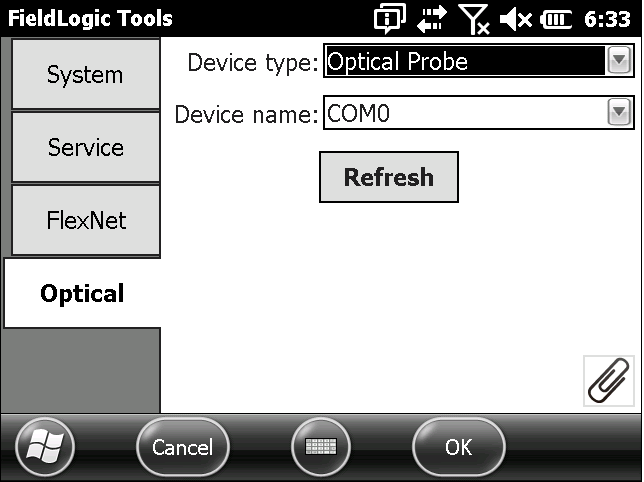 FieldLogic Tools 6:33
System
Service
FlexNet
Optical
Device type: Optical Probe
Device name: COM0
Refresh
Cancel
OK